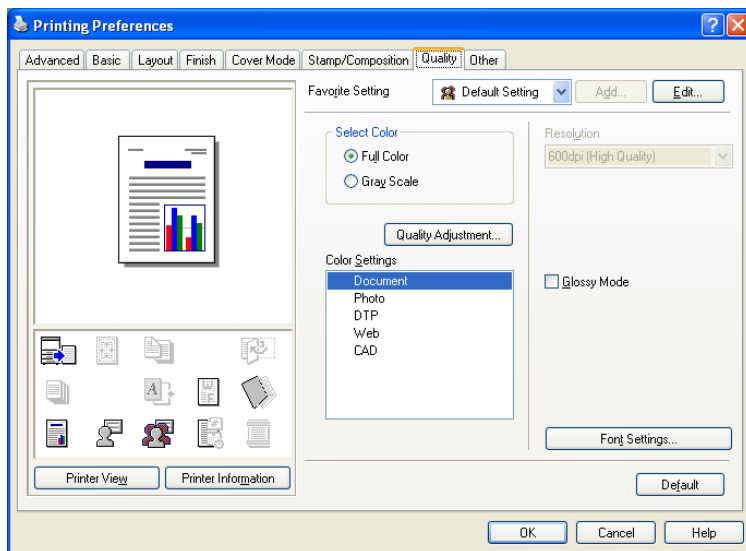 Printing Preferences
Advanced Basic Layout Finish Cover Mode Stamp/Composition Quality Other
Favorite Setting Default Setting Add... Edit...
Select Color
Full Color
Gray Scale
Resolution
600dpi (High Quality)
Quality Adjustment...
Color Settings
Document
Photo
DTP
Web
CAD
Glossy Mode
Font Settings...
Printer View Printer Information
Default
OK Cancel Help